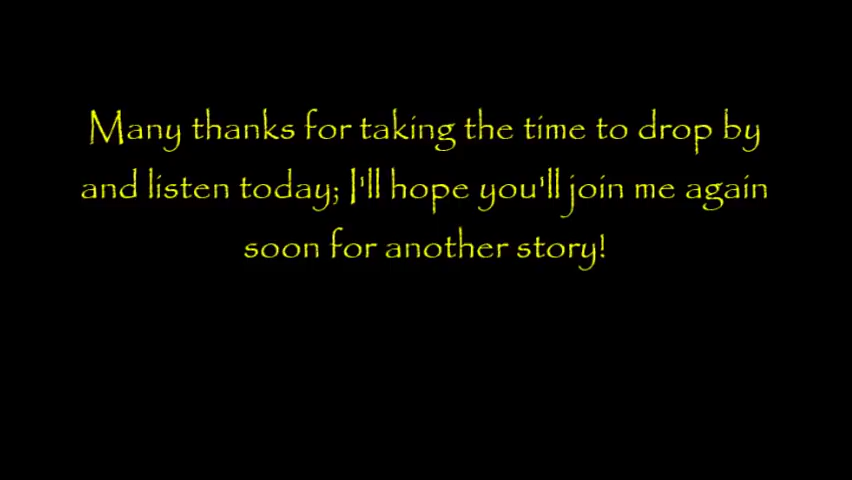 Many thanks for taking the time to drop by
and listen today; I'll hope you'll join me again
soon for another story!